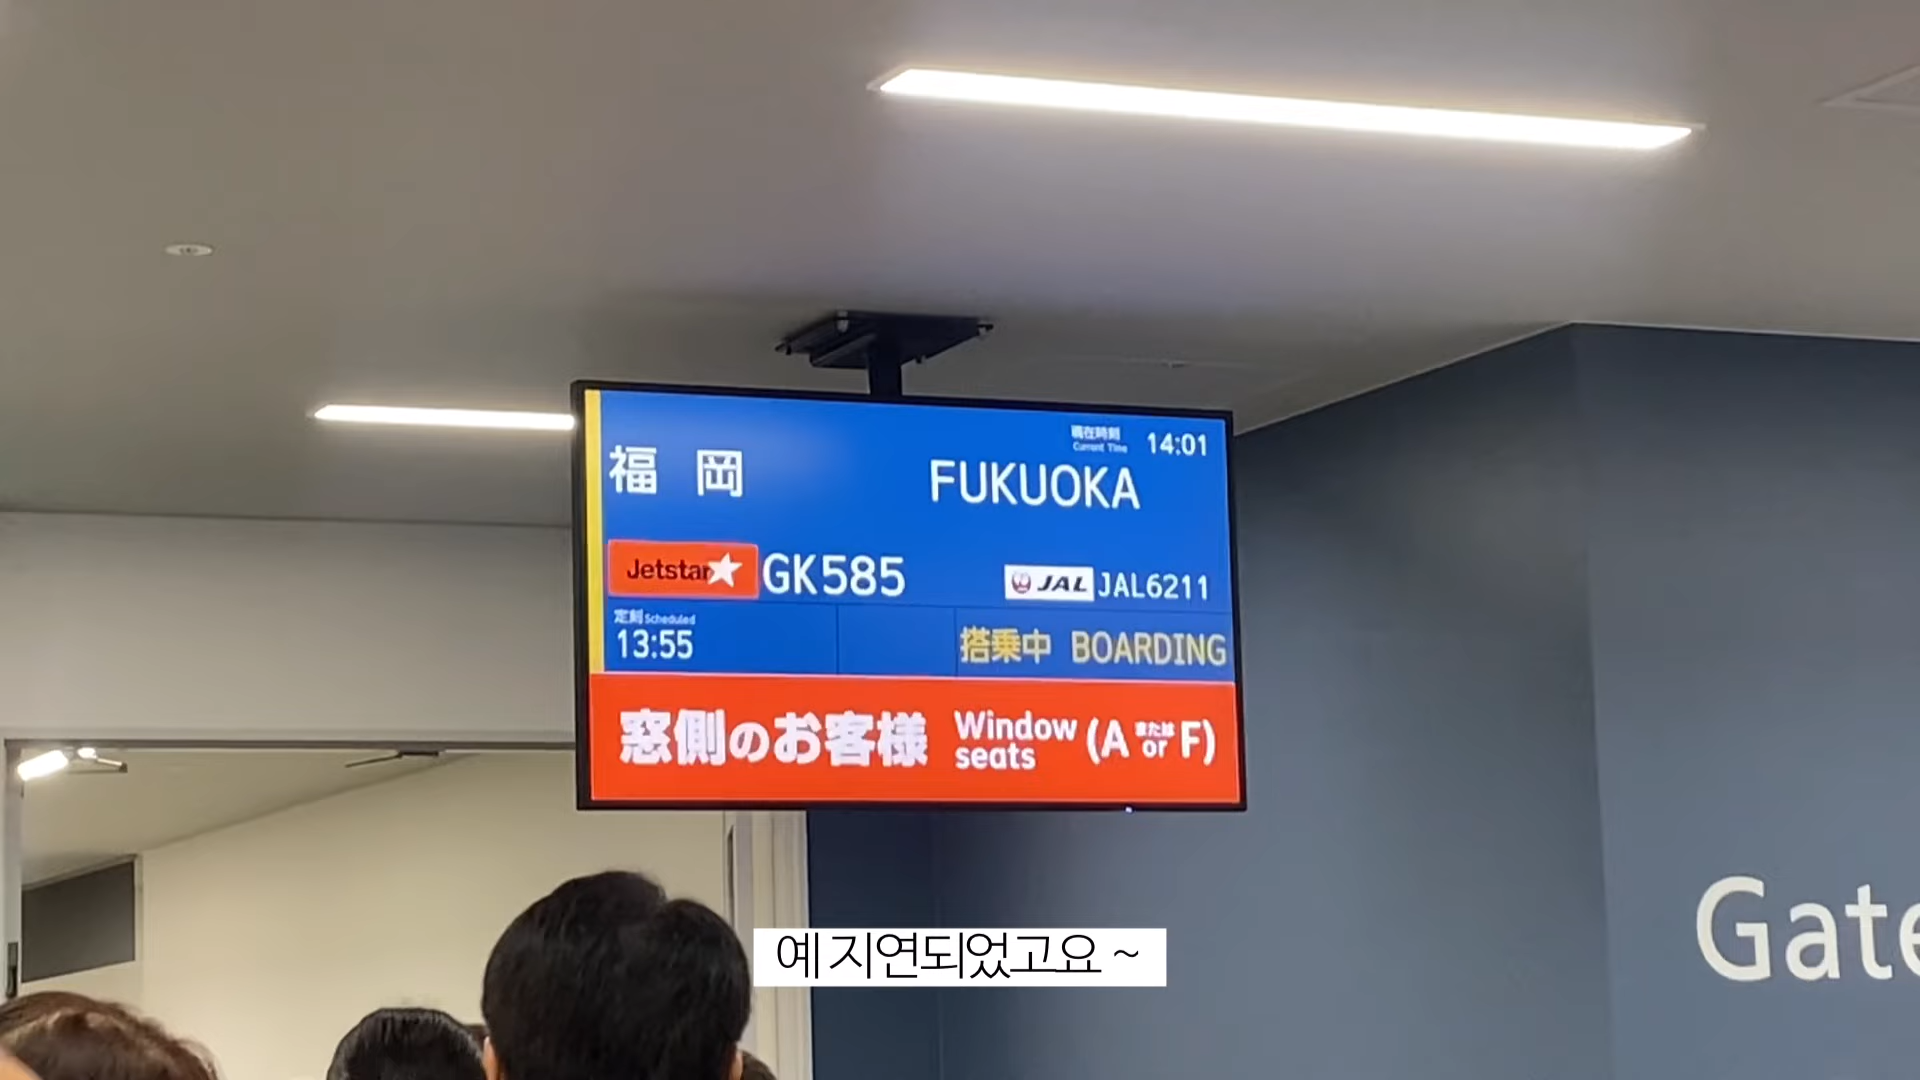 現在時刻
Current Time
14:01
福岡
FUKUOKA
Jetstar GK585
JAL JAL6211
定刻 Scheduled
13:55
搭乗中 BOARDING
窓側のお客様 Window seats (A または or F)
예 지연되었고요 ~
Gate